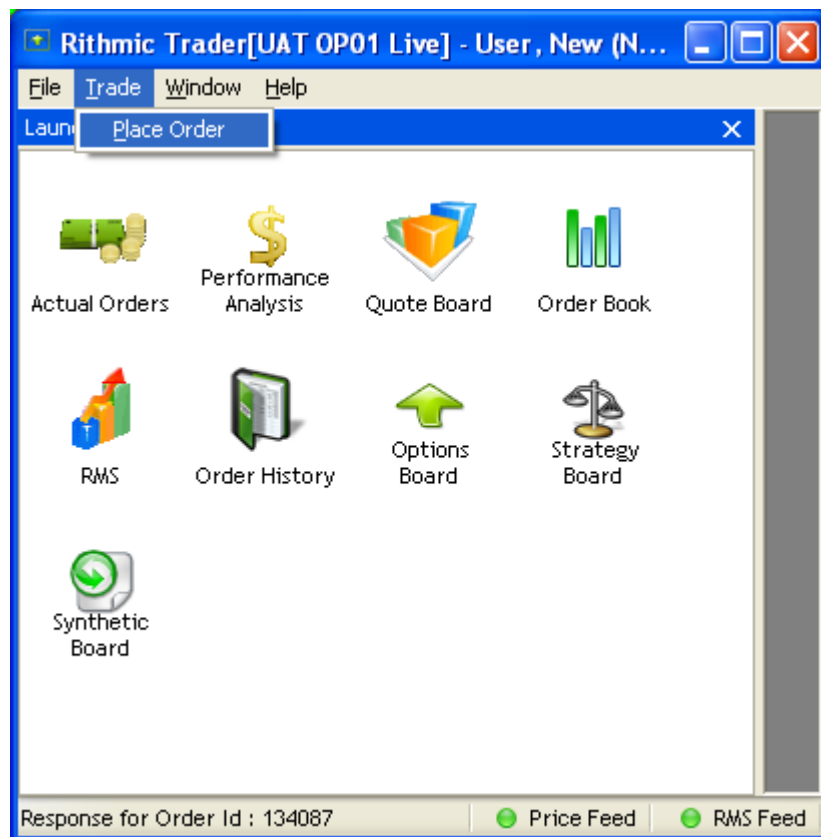 Rithmic Trader[UAT OP01 Live] - User, New (N...
File Trade Window Help
Laun
Place Order
Actual Orders
Performance
Analysis
Quote Board
Order Book
RMS
Order History
Options
Board
Strategy
Board
Synthetic
Board
Response for Order Id : 134087
Price Feed
RMS Feed